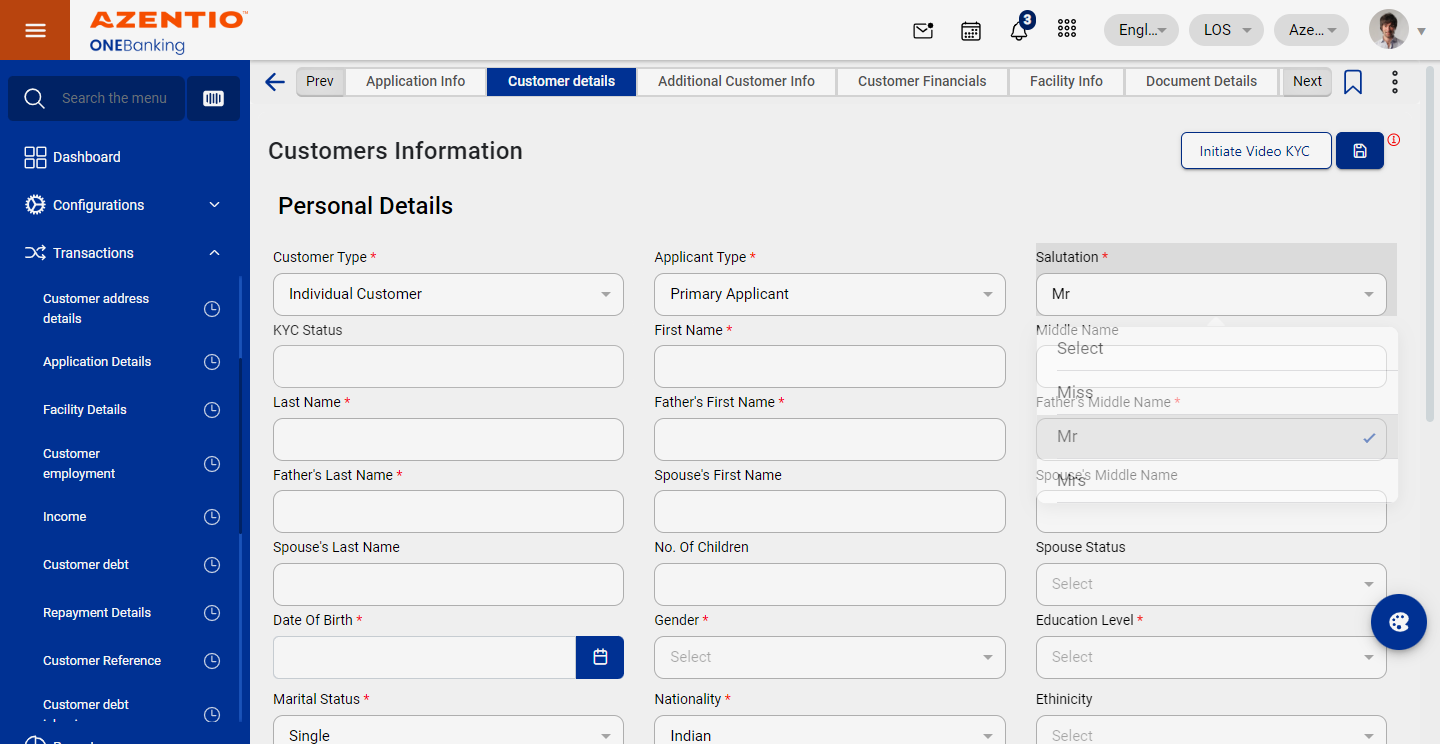 AZENTIO™
ONEBanking
3
Engl...
LOS
Aze...
Search the menu
Dashboard
Configurations
Transactions
Customer address
details
Application Details
Facility Details
Customer
employment
Income
Customer debt
Repayment Details
Customer Reference
Customer debt
Prev
Application Info
Customer details
Additional Customer Info
Customer Financials
Facility Info
Document Details
Next
Customers Information
Initiate Video KYC
Personal Details
Customer Type *
Applicant Type *
Salutation *
Individual Customer
Primary Applicant
Mr
KYC Status
First Name *
Middle Name
Select
Miss
Mr
Mrs
Last Name *
Father's First Name *
Father's Middle Name *
Father's Last Name *
Spouse's First Name
Spouse's Middle Name
Spouse's Last Name
No. Of Children
Spouse Status
Select
Date Of Birth *
Gender *
Education Level *
Select
Select
Marital Status *
Nationality *
Ethinicity
Single
Indian
Select